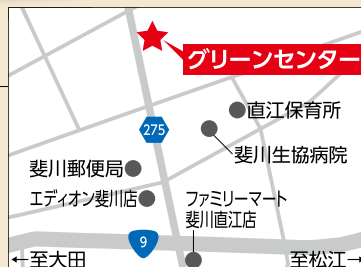 グリーンセンター
直江保育所
275
斐川生協病院
斐川郵便局
エディオン斐川店
ファミリーマート
斐川直江店
9
←至大田
至松江→